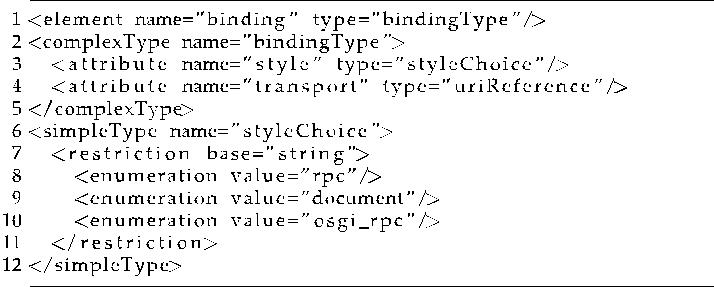 1 <element name="binding" type="bindingType"/>
2 <complexType name="bindingType">
3 <attribute name="style" type="styleChoice"/>
4 <attribute name="transport" type="uriReference"/>
5 </complexType>
6 <simpleType name="styleChoice">
7 <restriction base="string">
8 <enumeration value="rpc"/>
9 <enumeration value="document"/>
10 <enumeration value="osgi_rpc"/>
11 </restriction>
12 </simpleType>